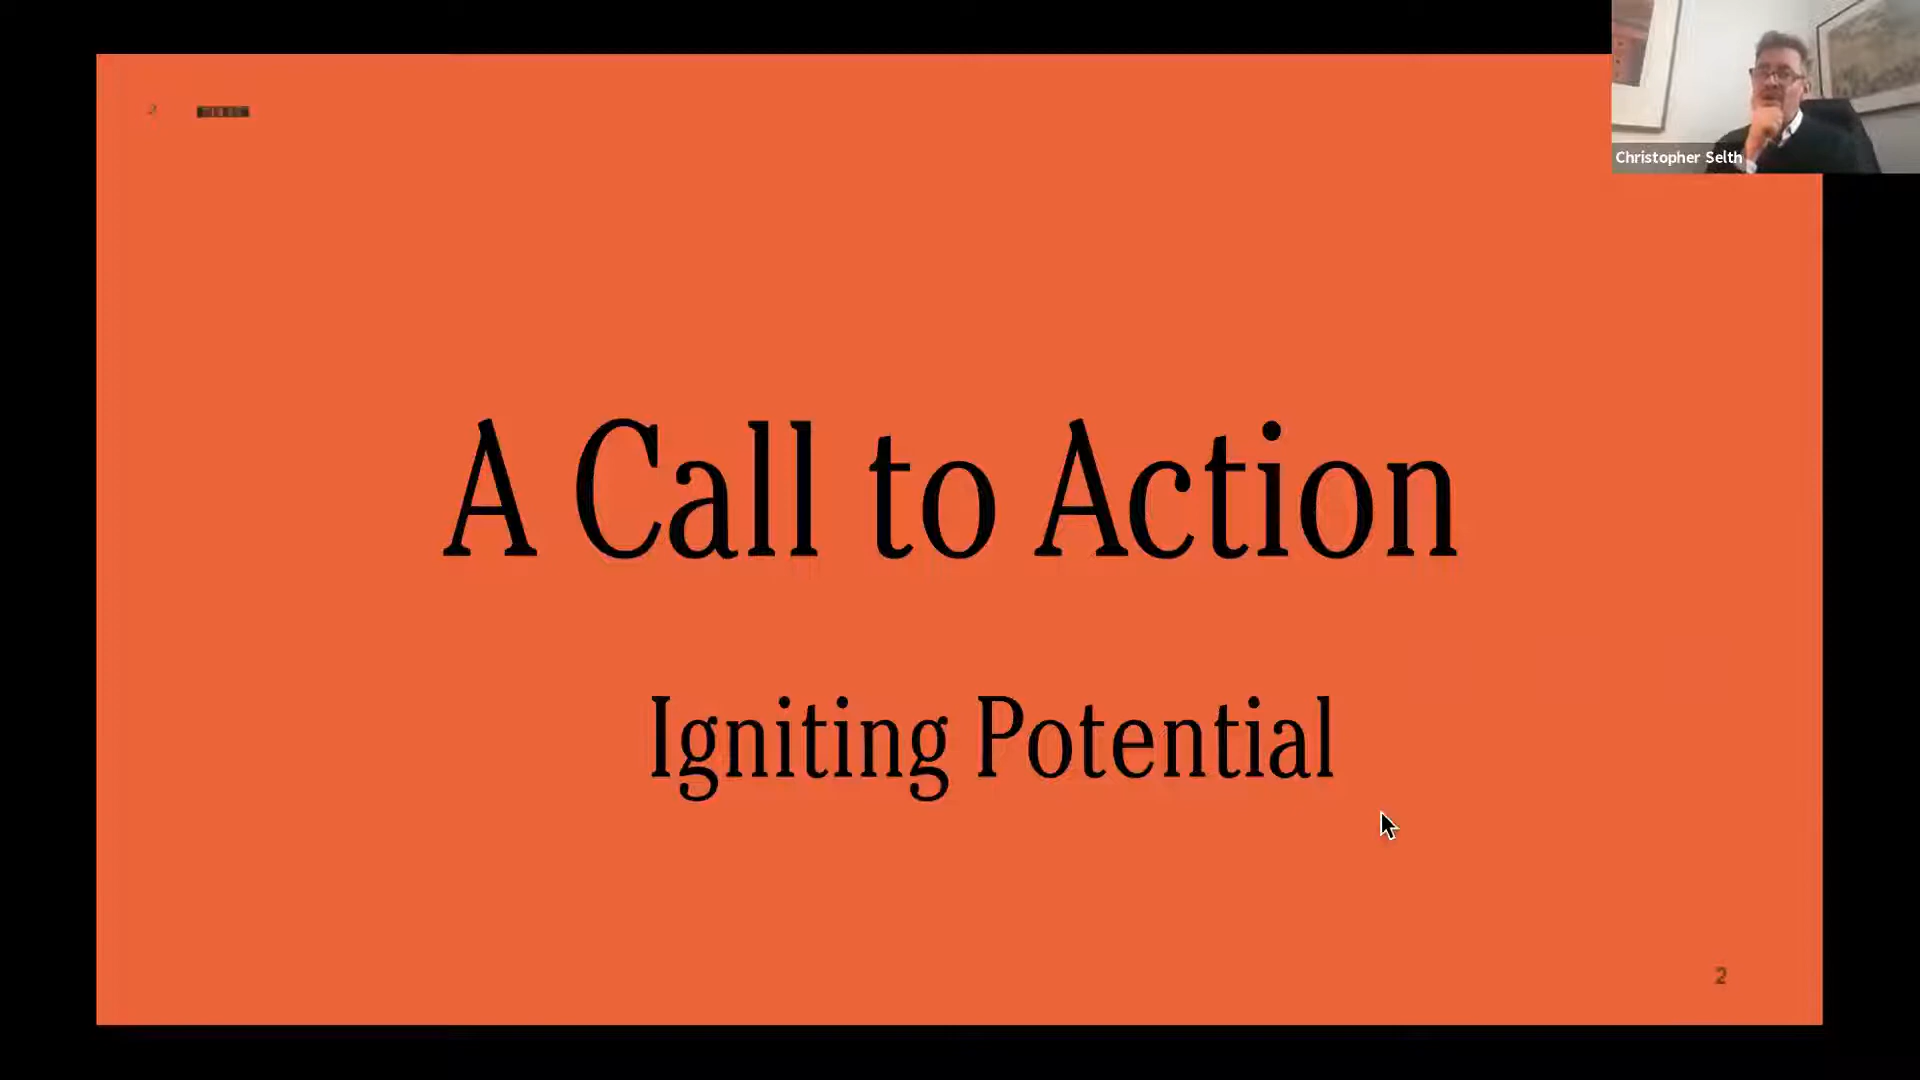 Christopher Selth
A Call to Action
Igniting Potential
2